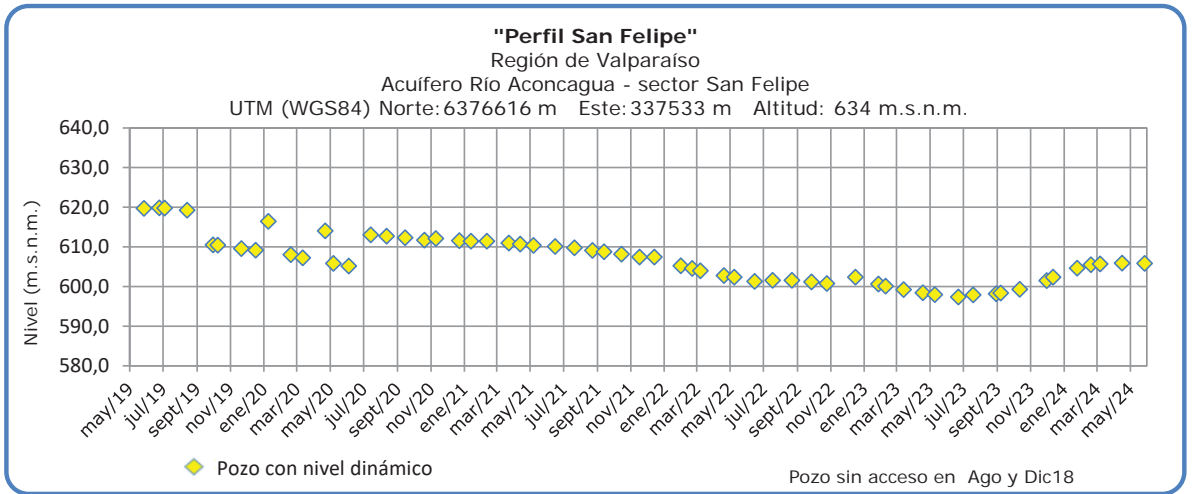 "Perfil San Felipe"
Región de Valparaíso
Acuífero Río Aconcagua - sector San Felipe
UTM (WGS84) Norte: 6376616 m Este: 337533 m Altitud: 634 m.s.n.m.
Nivel (m.s.n.m.)
640,0
630,0
620,0
610,0
600,0
590,0
580,0
may/19
jul/19
sept/19
nov/19
ene/20
mar/20
may/20
jul/20
sept/20
nov/20
ene/21
mar/21
may/21
jul/21
sept/21
nov/21
ene/22
mar/22
may/22
jul/22
sept/22
nov/22
ene/23
mar/23
may/23
jul/23
sept/23
nov/23
ene/24
mar/24
may/24
Pozo con nivel dinámico
Pozo sin acceso en Ago y Dic18